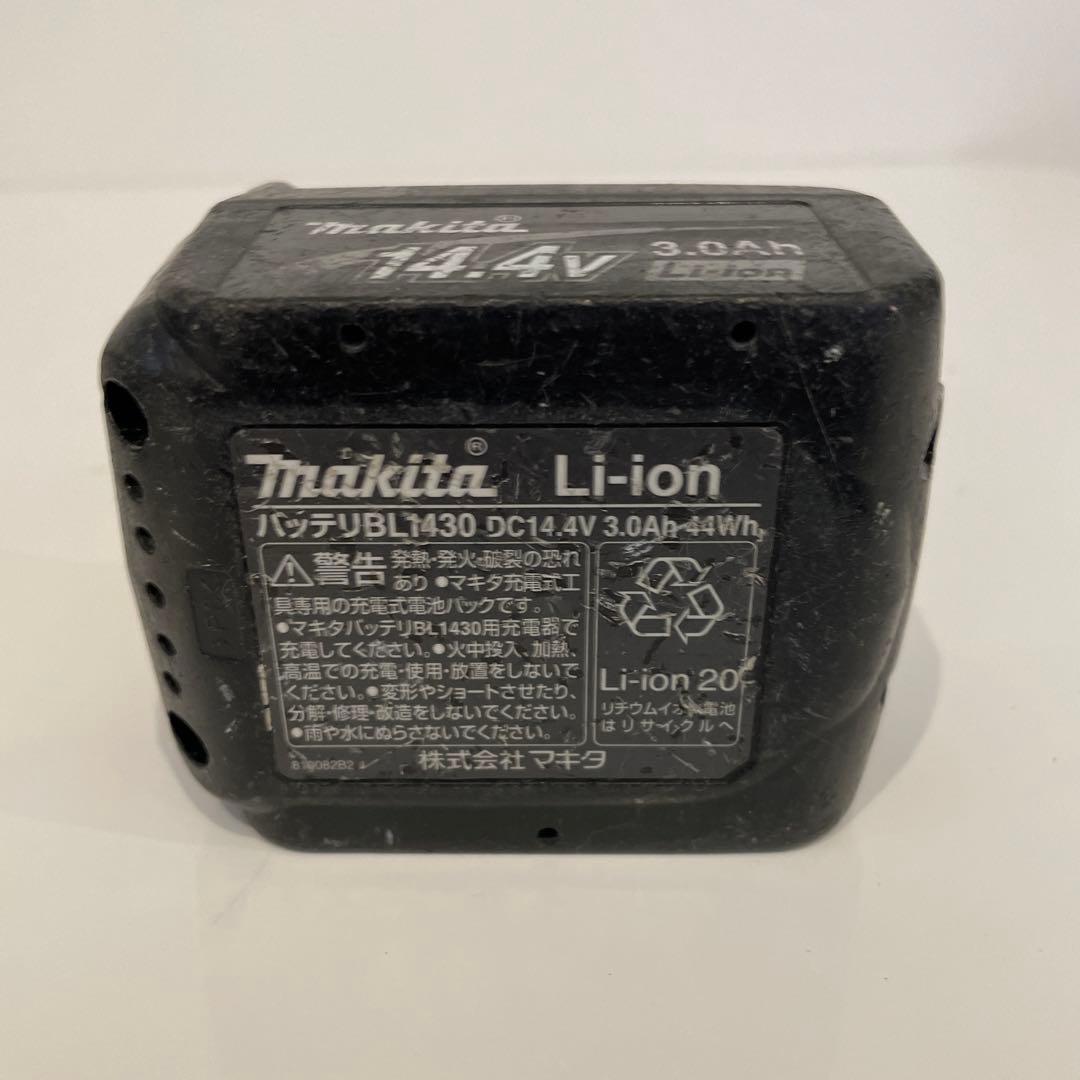 makita®
14.4V
3.0Ah
Li-ion
makita® Li-ion
バッテリBL1430 DC14.4V 3.0Ah 44Wh
警告 発熱・発火・破裂の恐れ
あり ●マキタ充電式工
具専用の充電式電池パックです。
●マキタバッテリBL1430用充電器で
充電してください。●火中投入、加熱、
高温での充電・使用・放置をしないで
ください。●変形やショートさせたり、
分解・修理・改造をしないでください。
●雨や水にぬらさないでください。
Li-ion 20
リチウムイオン電池
はリサイクルへ
株式会社マキタ